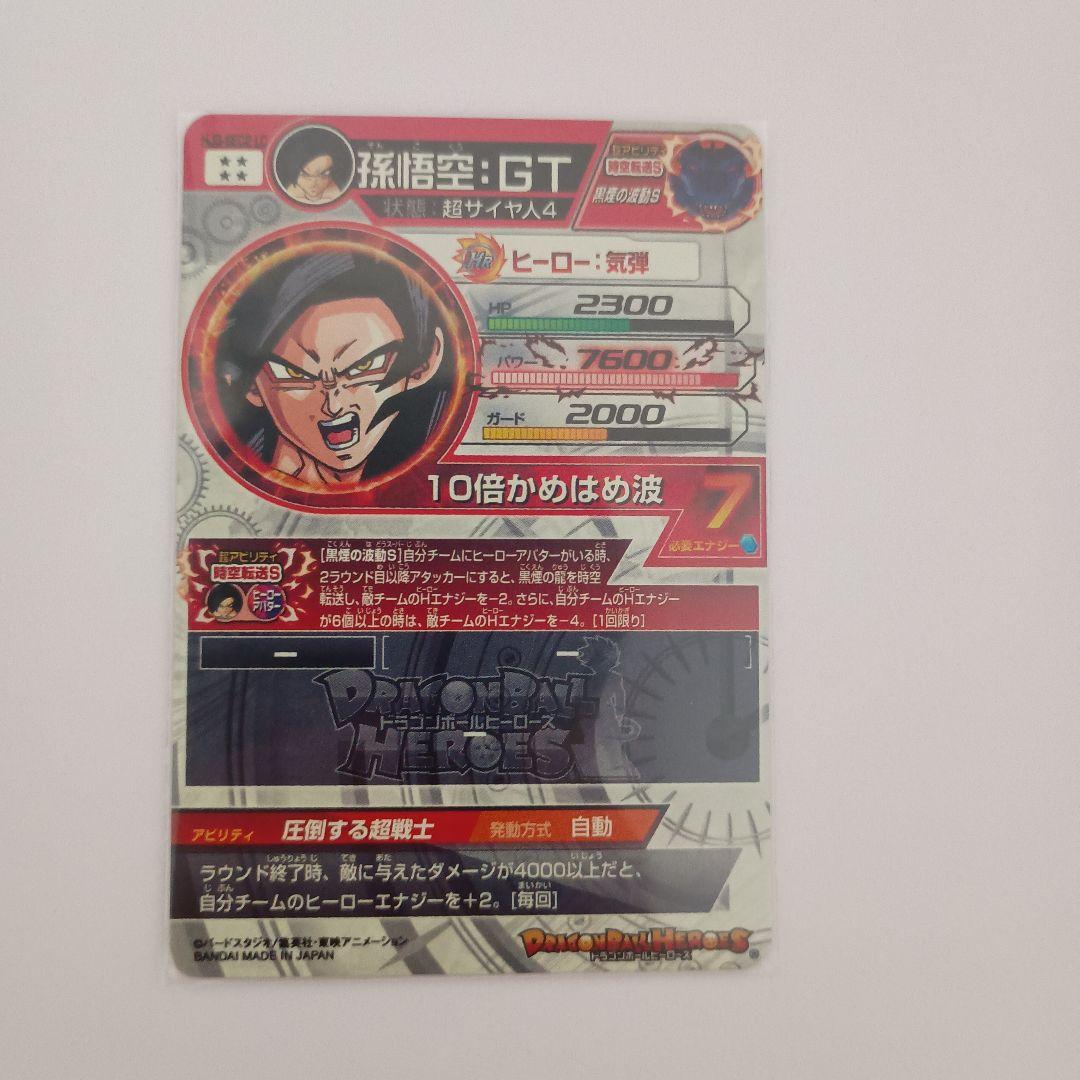 孫悟空:GT
そん ご くう
状態:超サイヤ人4
超アビリティ
時空転送S
黒煙の波動S
HR ヒーロー:気弾
HP 2300
パワー 7600
ガード 2000
10倍かめはめ波
7
必要エナジー
超アビリティ
時空転送S
ヒーロー
アバター
[黒煙の波動S]自分チームにヒーローアバターがいる時、
2ラウンド目以降アタッカーにすると、黒煙の龍を時空
転送し、敵チームのHエナジーを-2。さらに、自分チームのHエナジー
が6個以上の時は、敵チームのHエナジーを-4。[1回限り]
ー [ ー ]
DRAGONBALL
ドラゴンボールヒーローズ
ー
HEROES
アビリティ 圧倒する超戦士 発動方式 自動
ラウンド終了時、敵に与えたダメージが4000以上だと、
自分チームのヒーローエナジーを+2。[毎回]
©バードスタジオ/集英社・東映アニメーション
BANDAI MADE IN JAPAN
DRAGONBALL HEROES
ドラゴンボールヒーローズ